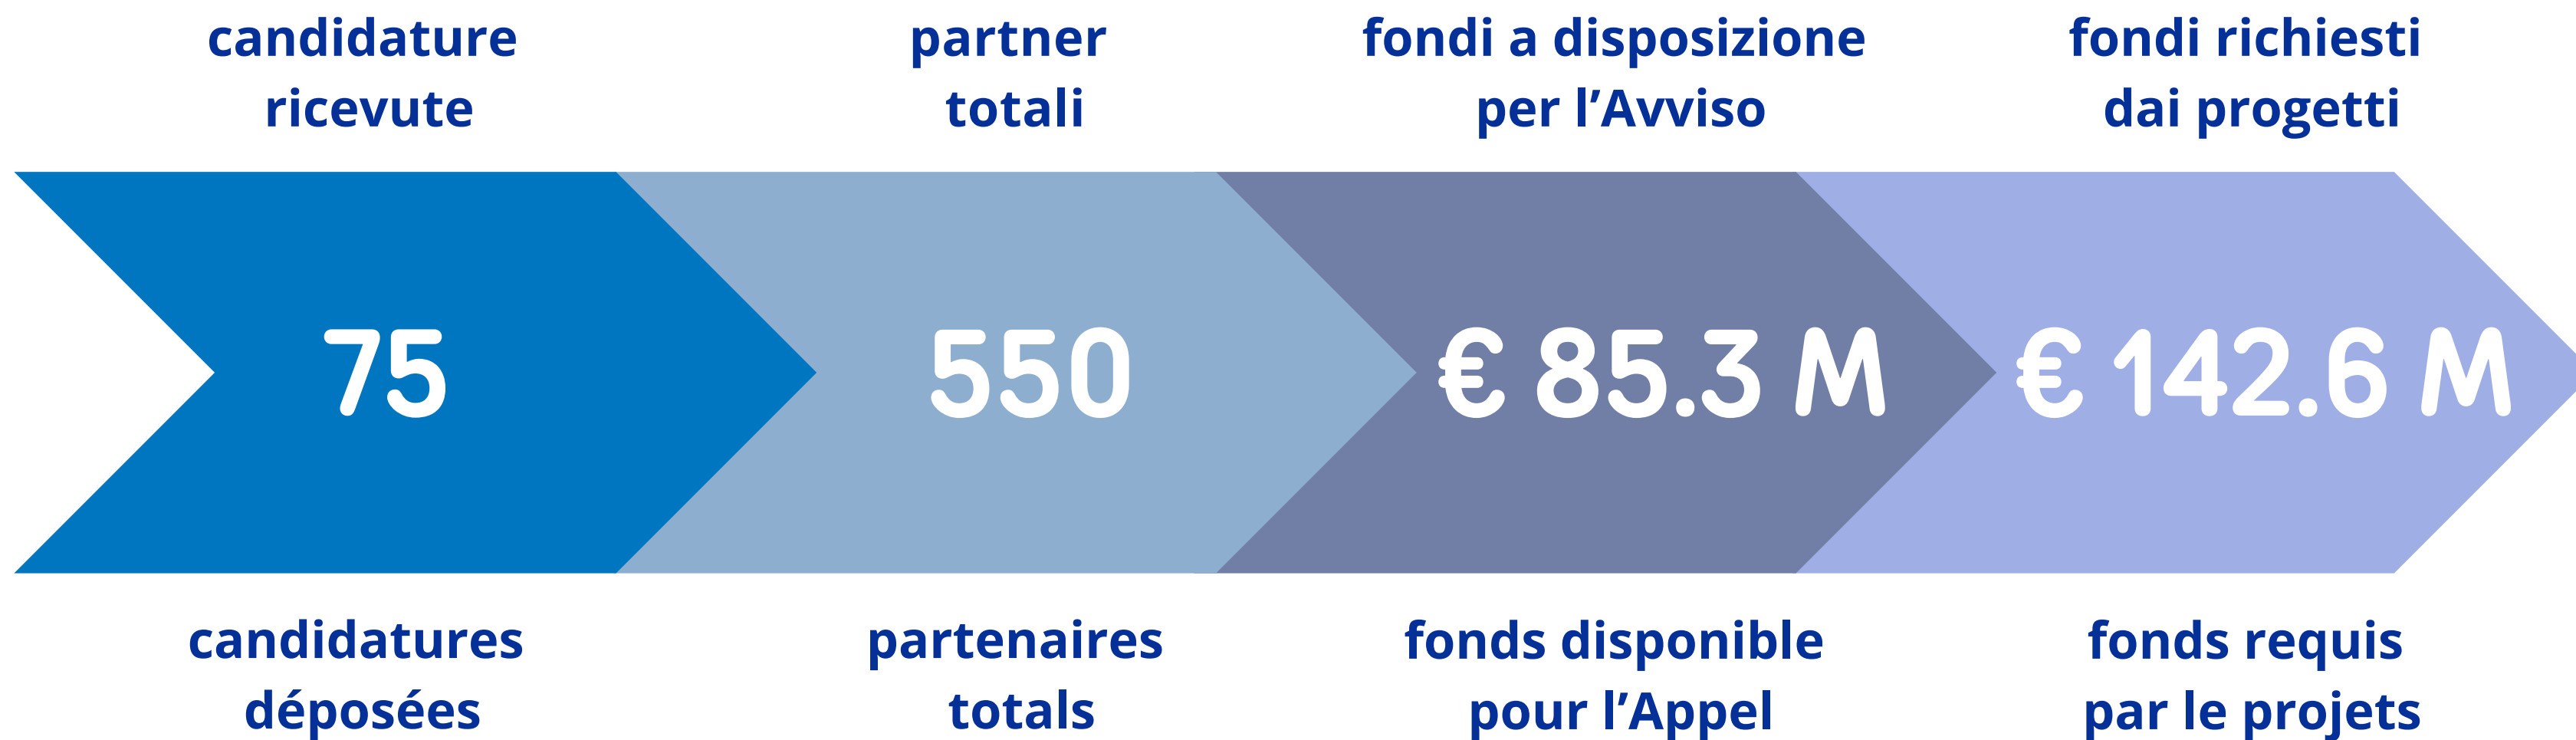 candidature
ricevute
partner
totali
fondi a disposizione
per l’Avviso
fondi richiesti
dai progetti
75
550
€ 85.3 M
€ 142.6 M
candidatures
déposées
partenaires
totals
fonds disponible
pour l’Appel
fonds requis
par le projets